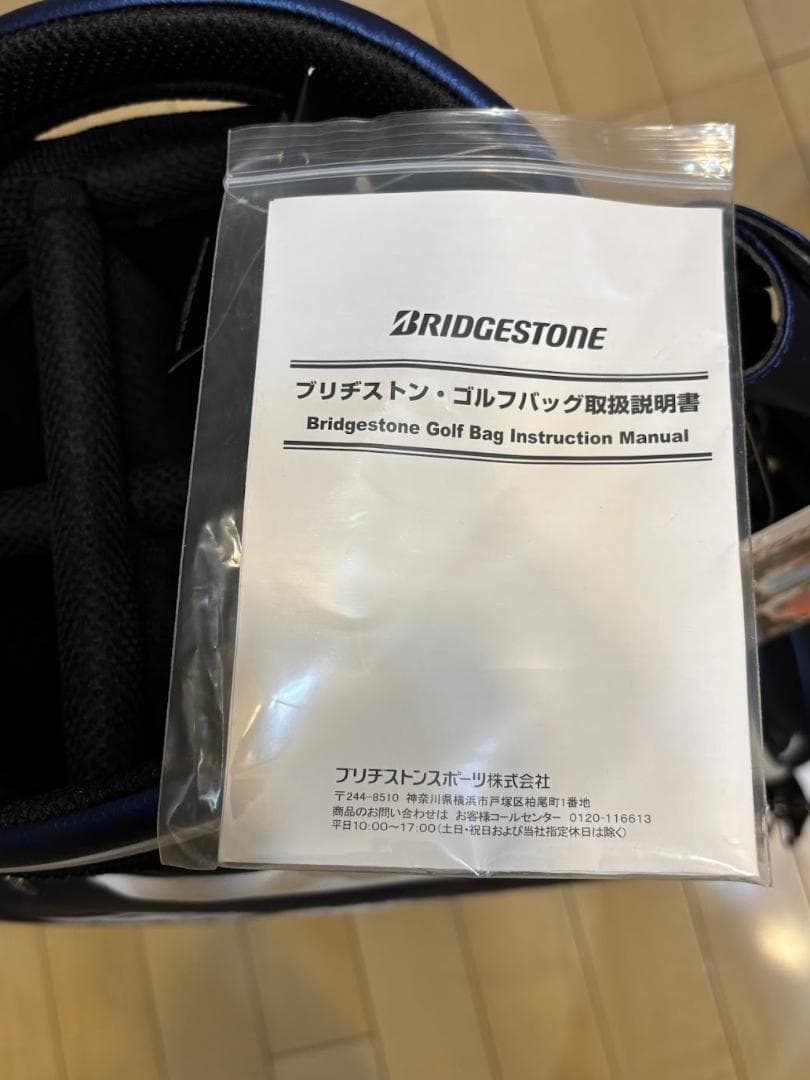 BRIDGESTONE
ブリヂストン・ゴルフバッグ取扱説明書
Bridgestone Golf Bag Instruction Manual
ブリヂストンスポーツ株式会社
〒244-8510 神奈川県横浜市戸塚区柏尾町1番地
商品のお問い合わせは お客様コールセンター 0120-116613
平日10:00～17:00(土日・祝日および当社指定休日は除く)